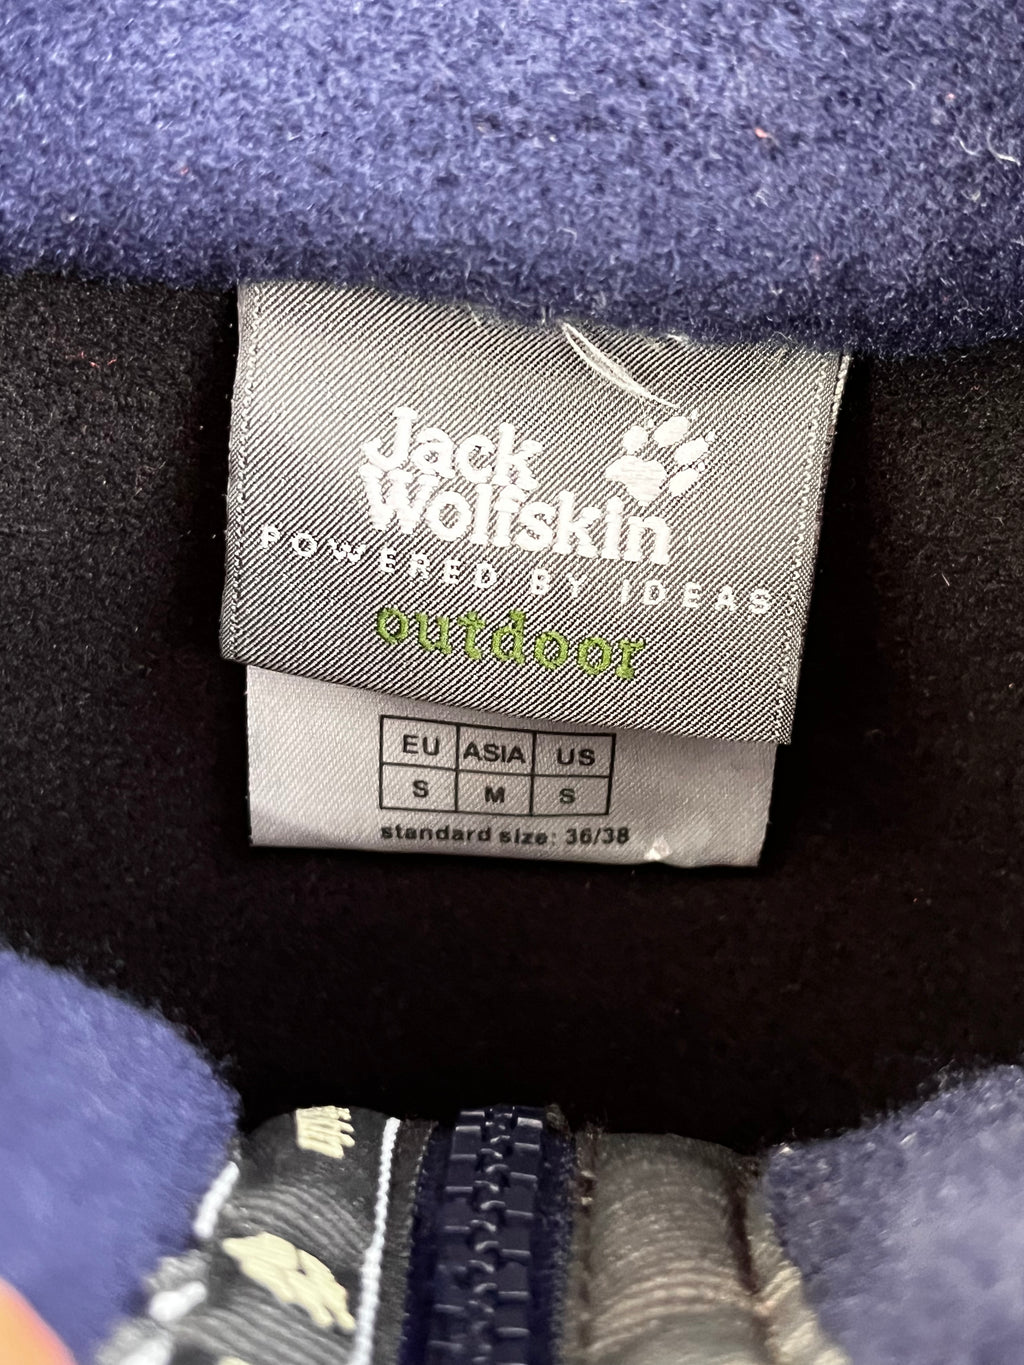 Jack
Wolfskin
POWERED BY IDEAS
outdoor
EU ASIA US
S M S
standard size: 36/38